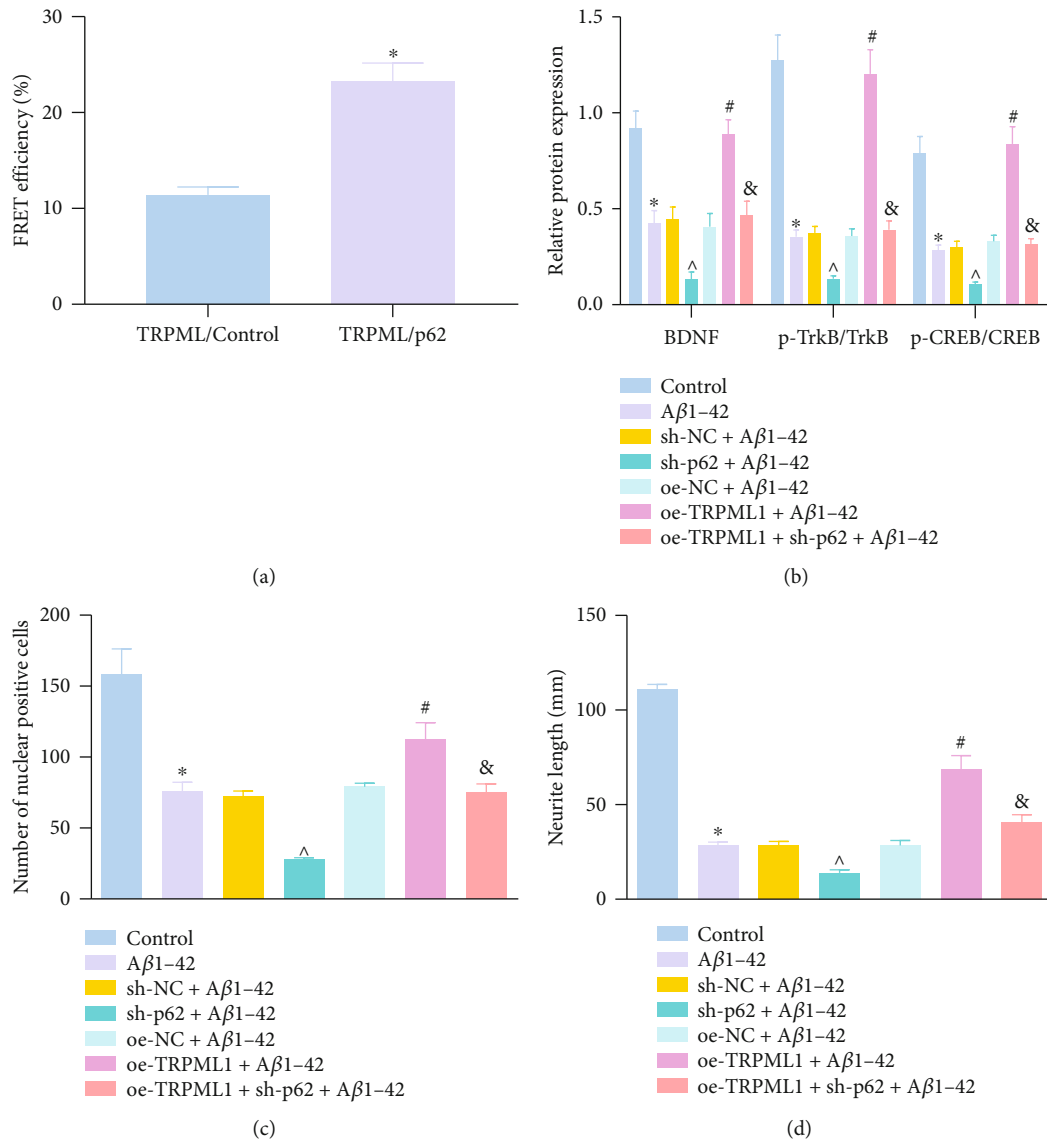 FRET efficiency (%)
30
20
10
0
*
TRPML/Control
TRPML/p62
(a)
Relative protein expression
1.5
1.0
0.5
0.0
* ^ # &
* ^ # &
* ^ # &
BDNF
p-TrkB/TrkB
p-CREB/CREB
Control
Aβ1–42
sh-NC + Aβ1–42
sh-p62 + Aβ1–42
oe-NC + Aβ1–42
oe-TRPML1 + Aβ1–42
oe-TRPML1 + sh-p62 + Aβ1–42
(b)
Number of nuclear positive cells
200
150
100
50
0
* ^ # &
Control
Aβ1–42
sh-NC + Aβ1–42
sh-p62 + Aβ1–42
oe-NC + Aβ1–42
oe-TRPML1 + Aβ1–42
oe-TRPML1 + sh-p62 + Aβ1–42
(c)
Neurite length (mm)
150
100
50
0
* ^ # &
Control
Aβ1–42
sh-NC + Aβ1–42
sh-p62 + Aβ1–42
oe-NC + Aβ1–42
oe-TRPML1 + Aβ1–42
oe-TRPML1 + sh-p62 + Aβ1–42
(d)